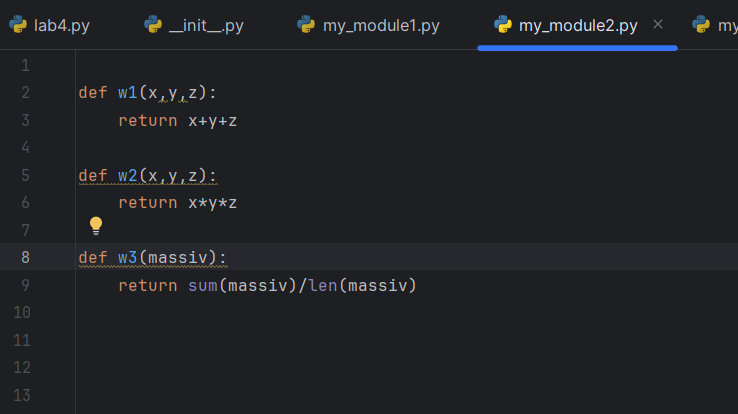 lab4.py __init__.py my_module1.py my_module2.py my
1
2 def w1(x,y,z):
3 return x+y+z
4
5 def w2(x,y,z):
6 return x*y*z
7
8 def w3(massiv):
9 return sum(massiv)/len(massiv)
10
11
12
13